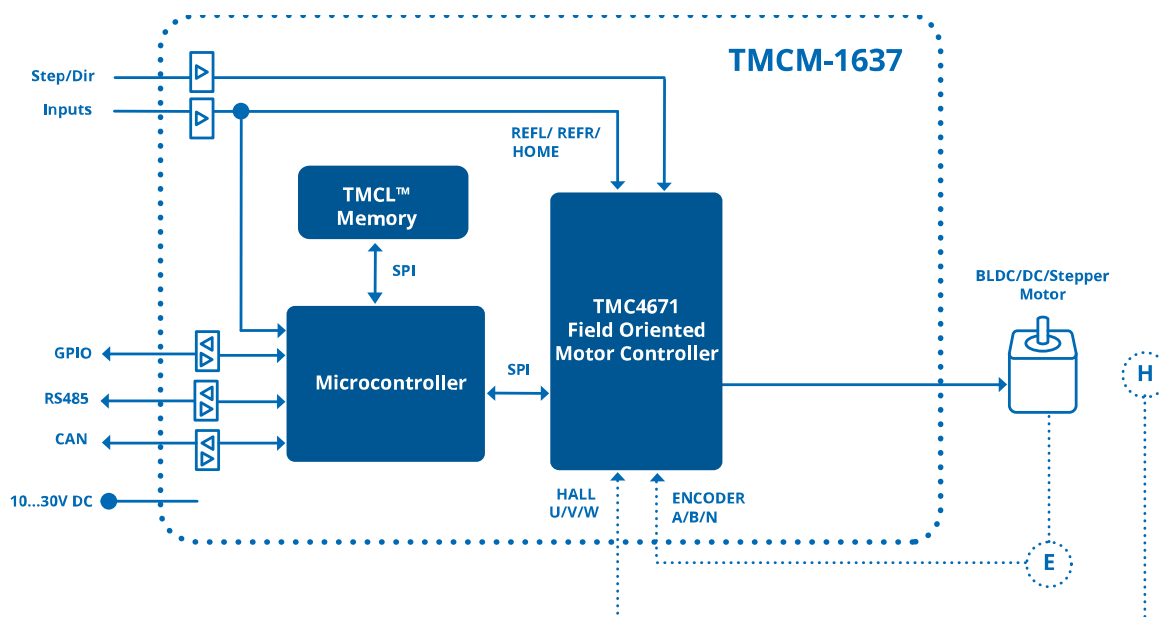 TMCM-1637
Step/Dir
Inputs
REFL/ REFR/
HOME
TMCL™
Memory
SPI
BLDC/DC/Stepper
Motor
TMC4671
Field Oriented
Motor Controller
GPIO
Microcontroller
SPI
H
RS485
CAN
10...30V DC
HALL
U/V/W
ENCODER
A/B/N
E